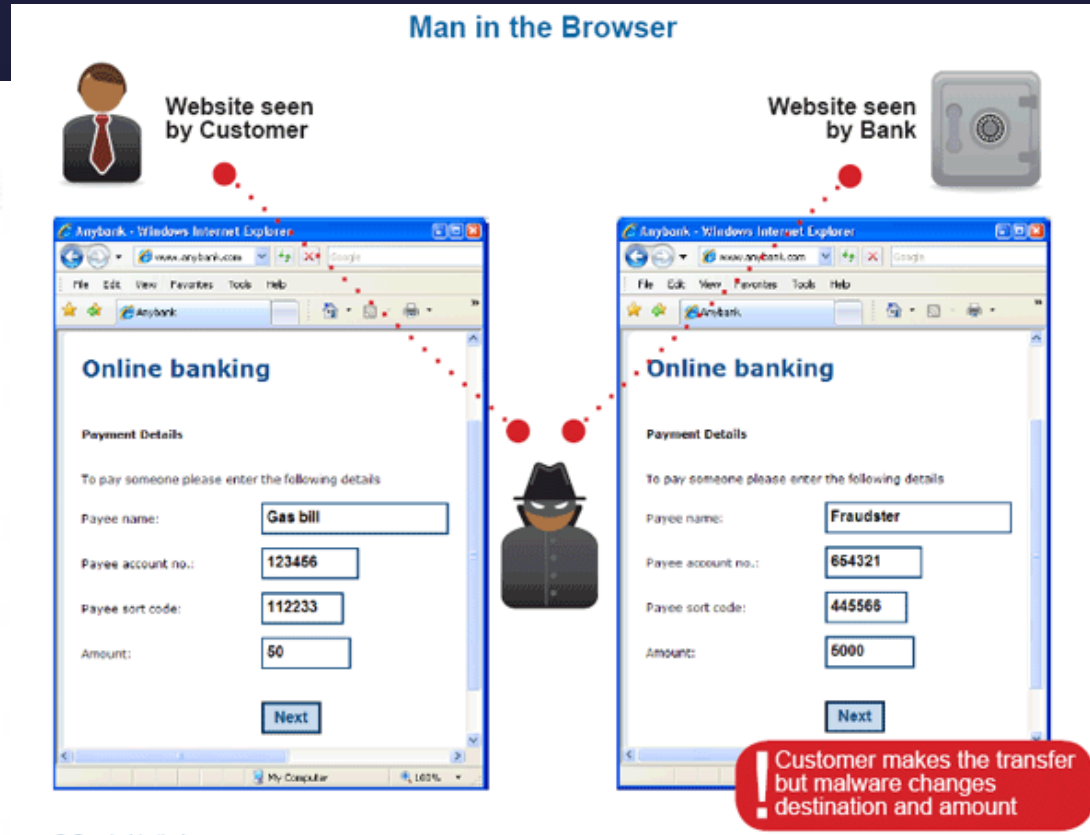 Man in the Browser
Website seen
by Customer
Website seen
by Bank
Anybank - Windows Internet Explorer
www.anybank.com
Google
File Edit View Favorites Tools Help
Anybank
Online banking
Payment Details
To pay someone please enter the following details
Payee name: Gas bill
Payee account no.: 123456
Payee sort code: 112233
Amount: 50
Next
My Computer 100%
Anybank - Windows Internet Explorer
www.anybank.com
Google
File Edit View Favorites Tools Help
Anybank
Online banking
Payment Details
To pay someone please enter the following details
Payee name: Fraudster
Payee account no.: 654321
Payee sort code: 445566
Amount: 5000
Next
! Customer makes the transfer
but malware changes
destination and amount